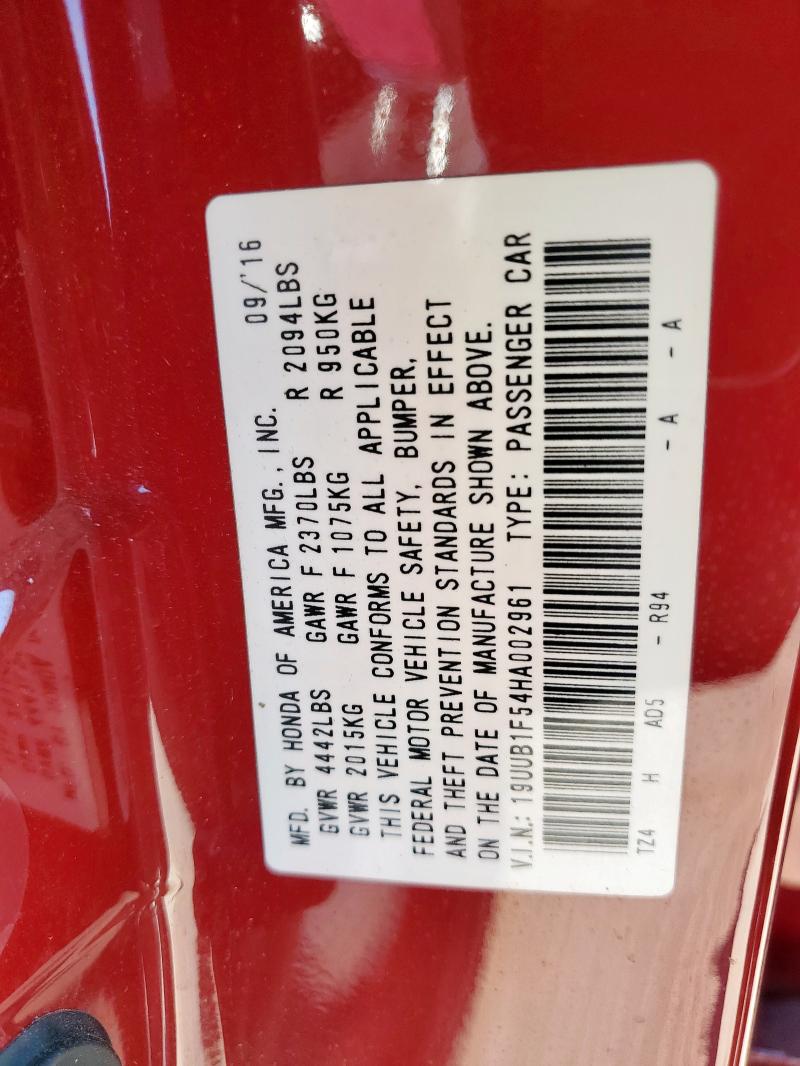 MFD. BY HONDA OF AMERICA MFG., INC. 09/'16
GVWR 4442LBS GAWR F 2370LBS R 2094LBS
GVWR 2015KG GAWR F 1075KG R 950KG
THIS VEHICLE CONFORMS TO ALL APPLICABLE
FEDERAL MOTOR VEHICLE SAFETY, BUMPER,
AND THEFT PREVENTION STANDARDS IN EFFECT
ON THE DATE OF MANUFACTURE SHOWN ABOVE.
V.I.N.: 19UUB1F54HA002961 TYPE: PASSENGER CAR
TZ4 H AD5 - R94 - A - A